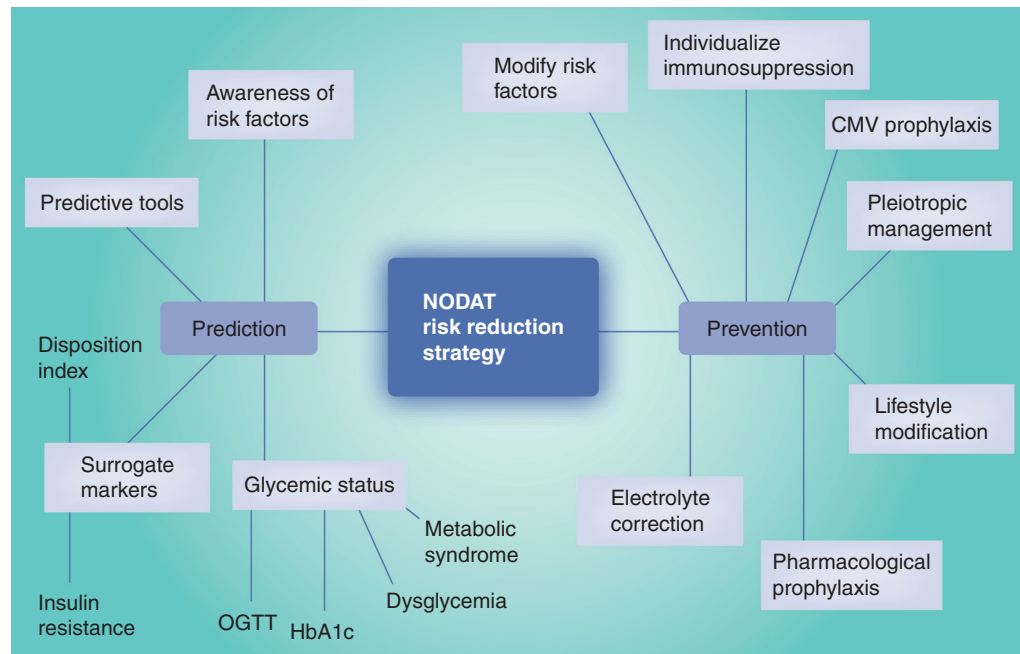 Individualize
immunosuppression
Modify risk
factors
Awareness of
risk factors
CMV prophylaxis
Predictive tools
Pleiotropic
management
NODAT
risk reduction
strategy
Prediction
Prevention
Disposition
index
Lifestyle
modification
Surrogate
markers
Glycemic status
Electrolyte
correction
Metabolic
syndrome
Pharmacological
prophylaxis
Insulin
resistance
OGTT
HbA1c
Dysglycemia